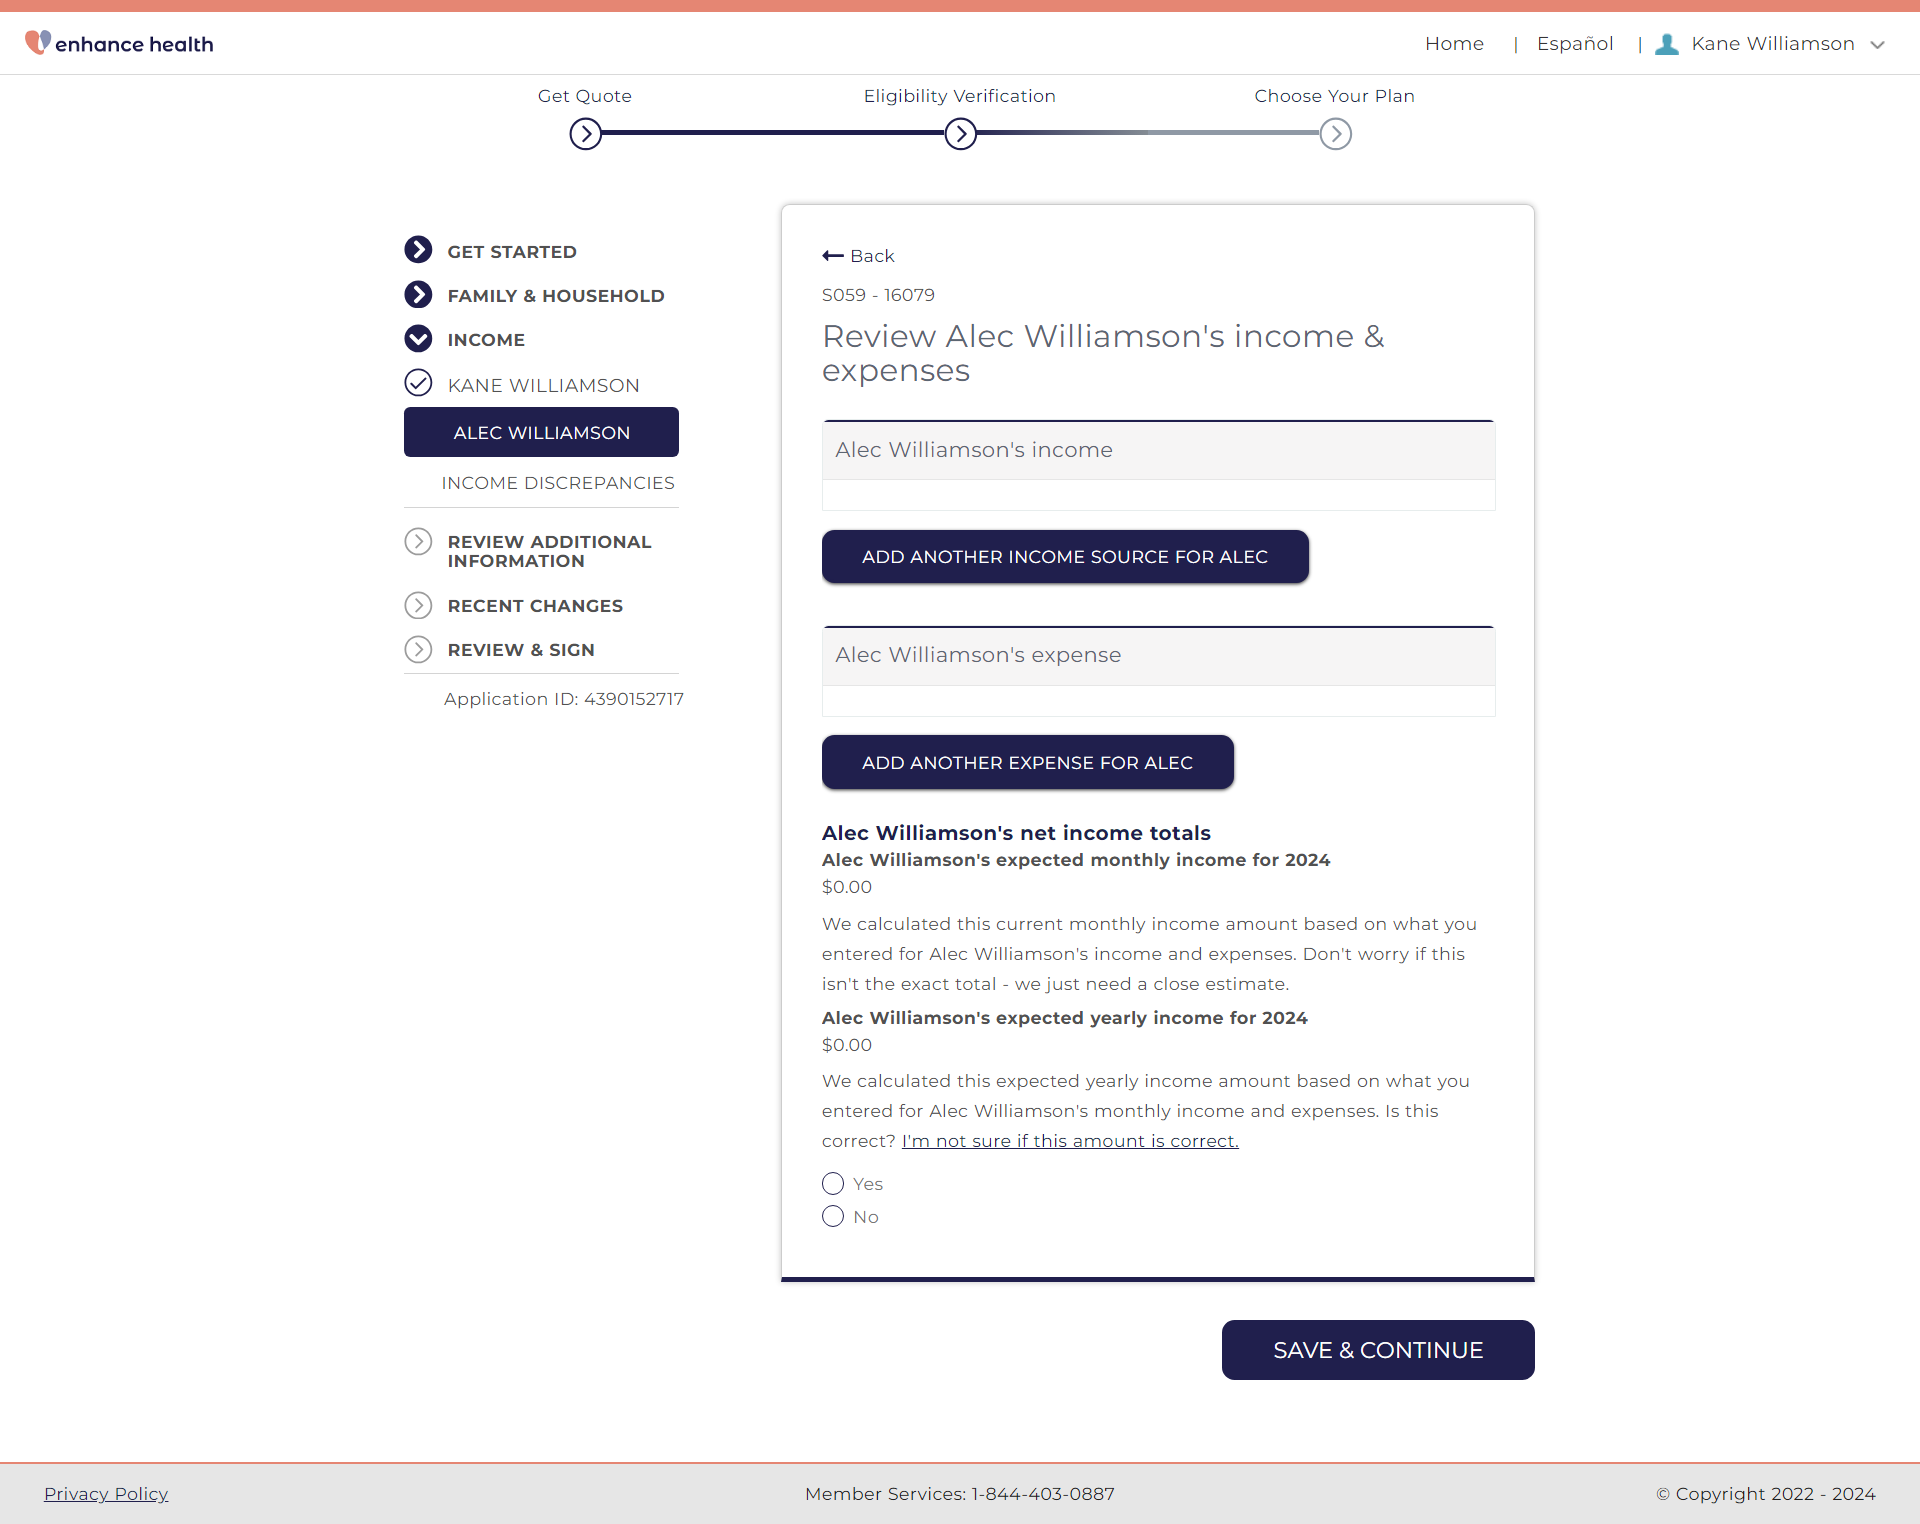 enhance health
Home | Español | Kane Williamson
Get Quote
Eligibility Verification
Choose Your Plan
GET STARTED
FAMILY & HOUSEHOLD
INCOME
KANE WILLIAMSON
ALEC WILLIAMSON
INCOME DISCREPANCIES
REVIEW ADDITIONAL
INFORMATION
RECENT CHANGES
REVIEW & SIGN
Application ID: 4390152717
Back
S059 - 16079
Review Alec Williamson's income &
expenses
Alec Williamson's income
ADD ANOTHER INCOME SOURCE FOR ALEC
Alec Williamson's expense
ADD ANOTHER EXPENSE FOR ALEC
Alec Williamson's net income totals
Alec Williamson's expected monthly income for 2024
$0.00
We calculated this current monthly income amount based on what you
entered for Alec Williamson's income and expenses. Don't worry if this
isn't the exact total - we just need a close estimate.
Alec Williamson's expected yearly income for 2024
$0.00
We calculated this expected yearly income amount based on what you
entered for Alec Williamson's monthly income and expenses. Is this
correct? I'm not sure if this amount is correct.
Yes
No
SAVE & CONTINUE
Privacy Policy
Member Services: 1-844-403-0887
© Copyright 2022 - 2024